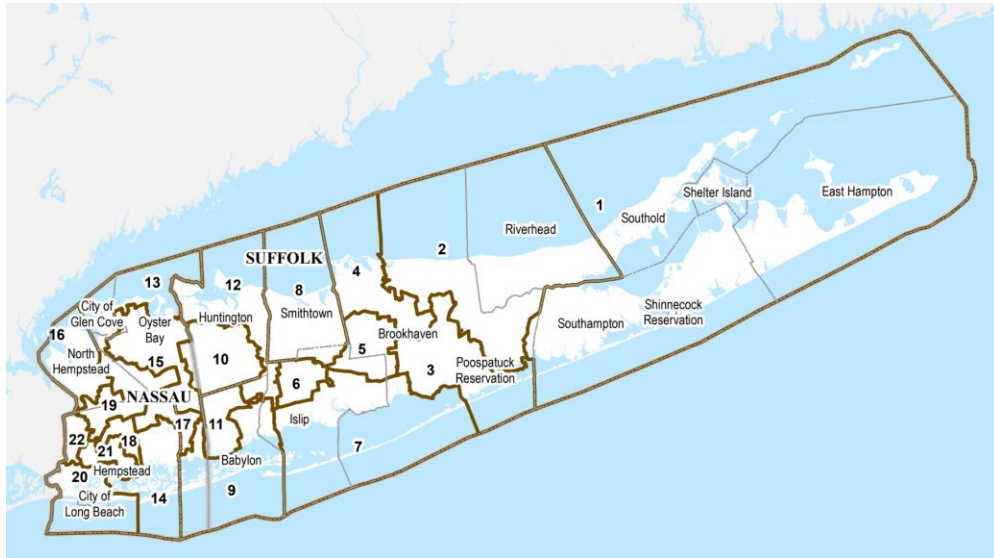 1
Shelter Island
East Hampton
Southold
Riverhead
2
SUFFOLK
4
13
12
8
Shinnecock
Reservation
City of
Glen Cove
Oyster
Bay
Huntington
Smithtown
Southampton
16
North
Hempstead
15
10
5
Brookhaven
3
Poospatuck
Reservation
6
NASSAU
19
17
11
Islip
22
18
21
7
Hempstead
Babylon
20
9
City of
Long Beach
14